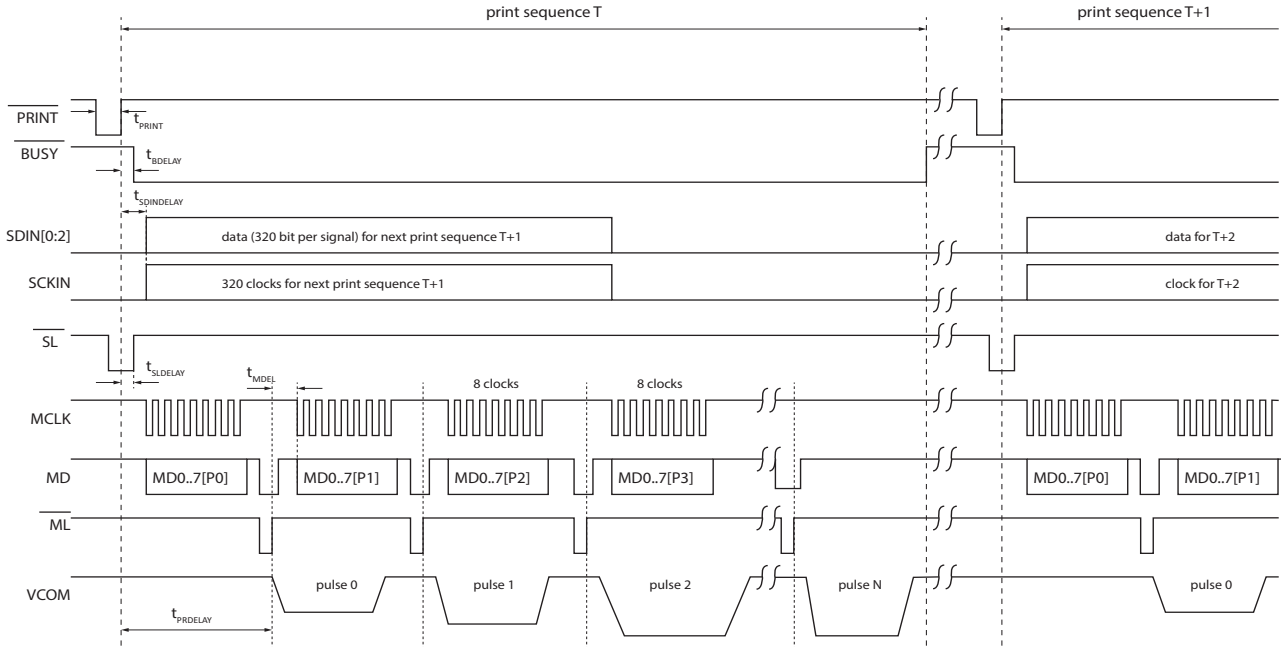 print sequence T
print sequence T+1
PRINT
tPRINT
BUSY
tBDELAY
tSDINDELAY
SDIN[0:2]
data (320 bit per signal) for next print sequence T+1
data for T+2
SCKIN
320 clocks for next print sequence T+1
clock for T+2
SL
tSLDELAY
tMDEL
8 clocks
8 clocks
MCLK
MD
MD0..7[P0]
MD0..7[P1]
MD0..7[P2]
MD0..7[P3]
MD0..7[P0]
MD0..7[P1]
ML
VCOM
pulse 0
pulse 1
pulse 2
pulse N
pulse 0
tPRDELAY